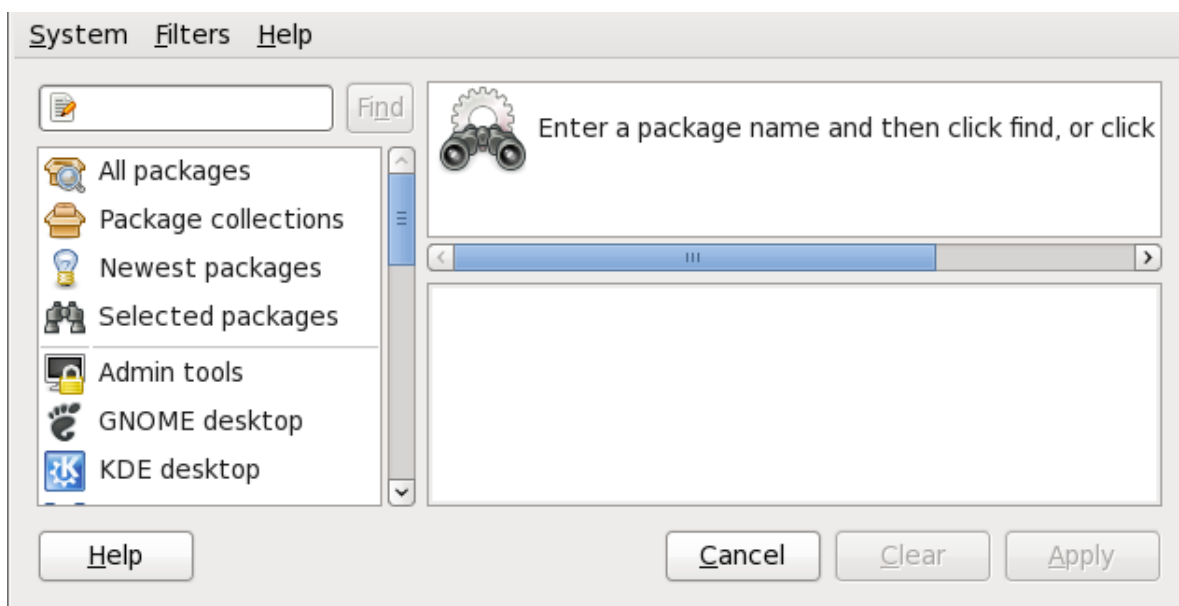 System Filters Help
Find
Enter a package name and then click find, or click
All packages
Package collections
Newest packages
Selected packages
Admin tools
GNOME desktop
KDE desktop
Help Cancel Clear Apply